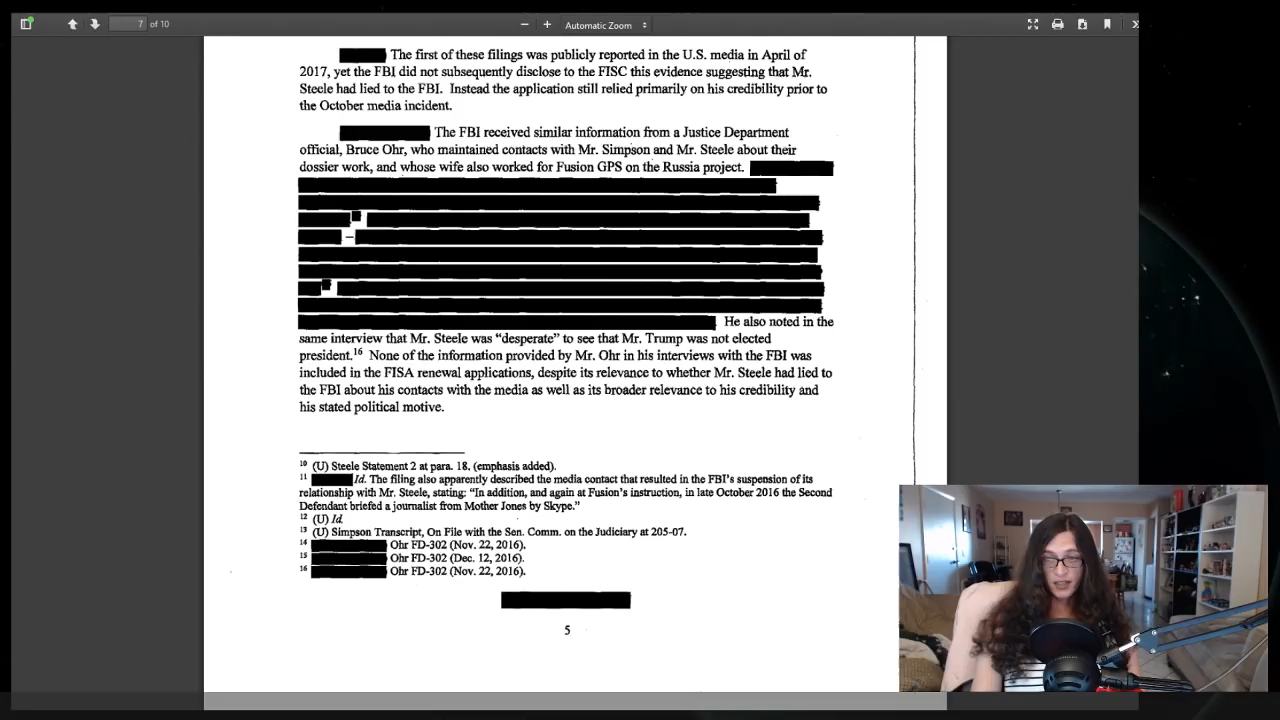 7 of 10
Automatic Zoom
The first of these filings was publicly reported in the U.S. media in April of
2017, yet the FBI did not subsequently disclose to the FISC this evidence suggesting that Mr.
Steele had lied to the FBI. Instead the application still relied primarily on his credibility prior to
the October media incident.
The FBI received similar information from a Justice Department
official, Bruce Ohr, who maintained contacts with Mr. Simpson and Mr. Steele about their
dossier work, and whose wife also worked for Fusion GPS on the Russia project.
–
He also noted in the
same interview that Mr. Steele was “desperate” to see that Mr. Trump was not elected
president.16 None of the information provided by Mr. Ohr in his interviews with the FBI was
included in the FISA renewal applications, despite its relevance to whether Mr. Steele had lied to
the FBI about his contacts with the media as well as its broader relevance to his credibility and
his stated political motive.
10 (U) Steele Statement 2 at para. 18. (emphasis added).
11 Id. The filing also apparently described the media contact that resulted in the FBI's suspension of its
relationship with Mr. Steele, stating: “In addition, and again at Fusion's instruction, in late October 2016 the Second
Defendant briefed a journalist from Mother Jones by Skype.”
12 (U) Id.
13 (U) Simpson Transcript, On File with the Sen. Comm. on the Judiciary at 205-07.
14 Ohr FD-302 (Nov. 22, 2016).
15 Ohr FD-302 (Dec. 12, 2016).
16 Ohr FD-302 (Nov. 22, 2016).
5